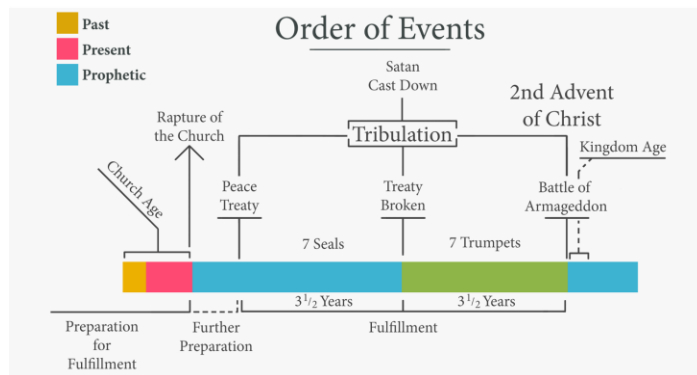 Order of Events
Past
Present
Prophetic
Satan
Cast Down
2nd Advent
of Christ
Rapture of
the Church
Tribulation
Kingdom Age
Church Age
Peace
Treaty
Treaty
Broken
Battle of
Armageddon
7 Seals
7 Trumpets
3 1/2 Years
3 1/2 Years
Preparation
for
Fulfillment
Further
Preparation
Fulfillment